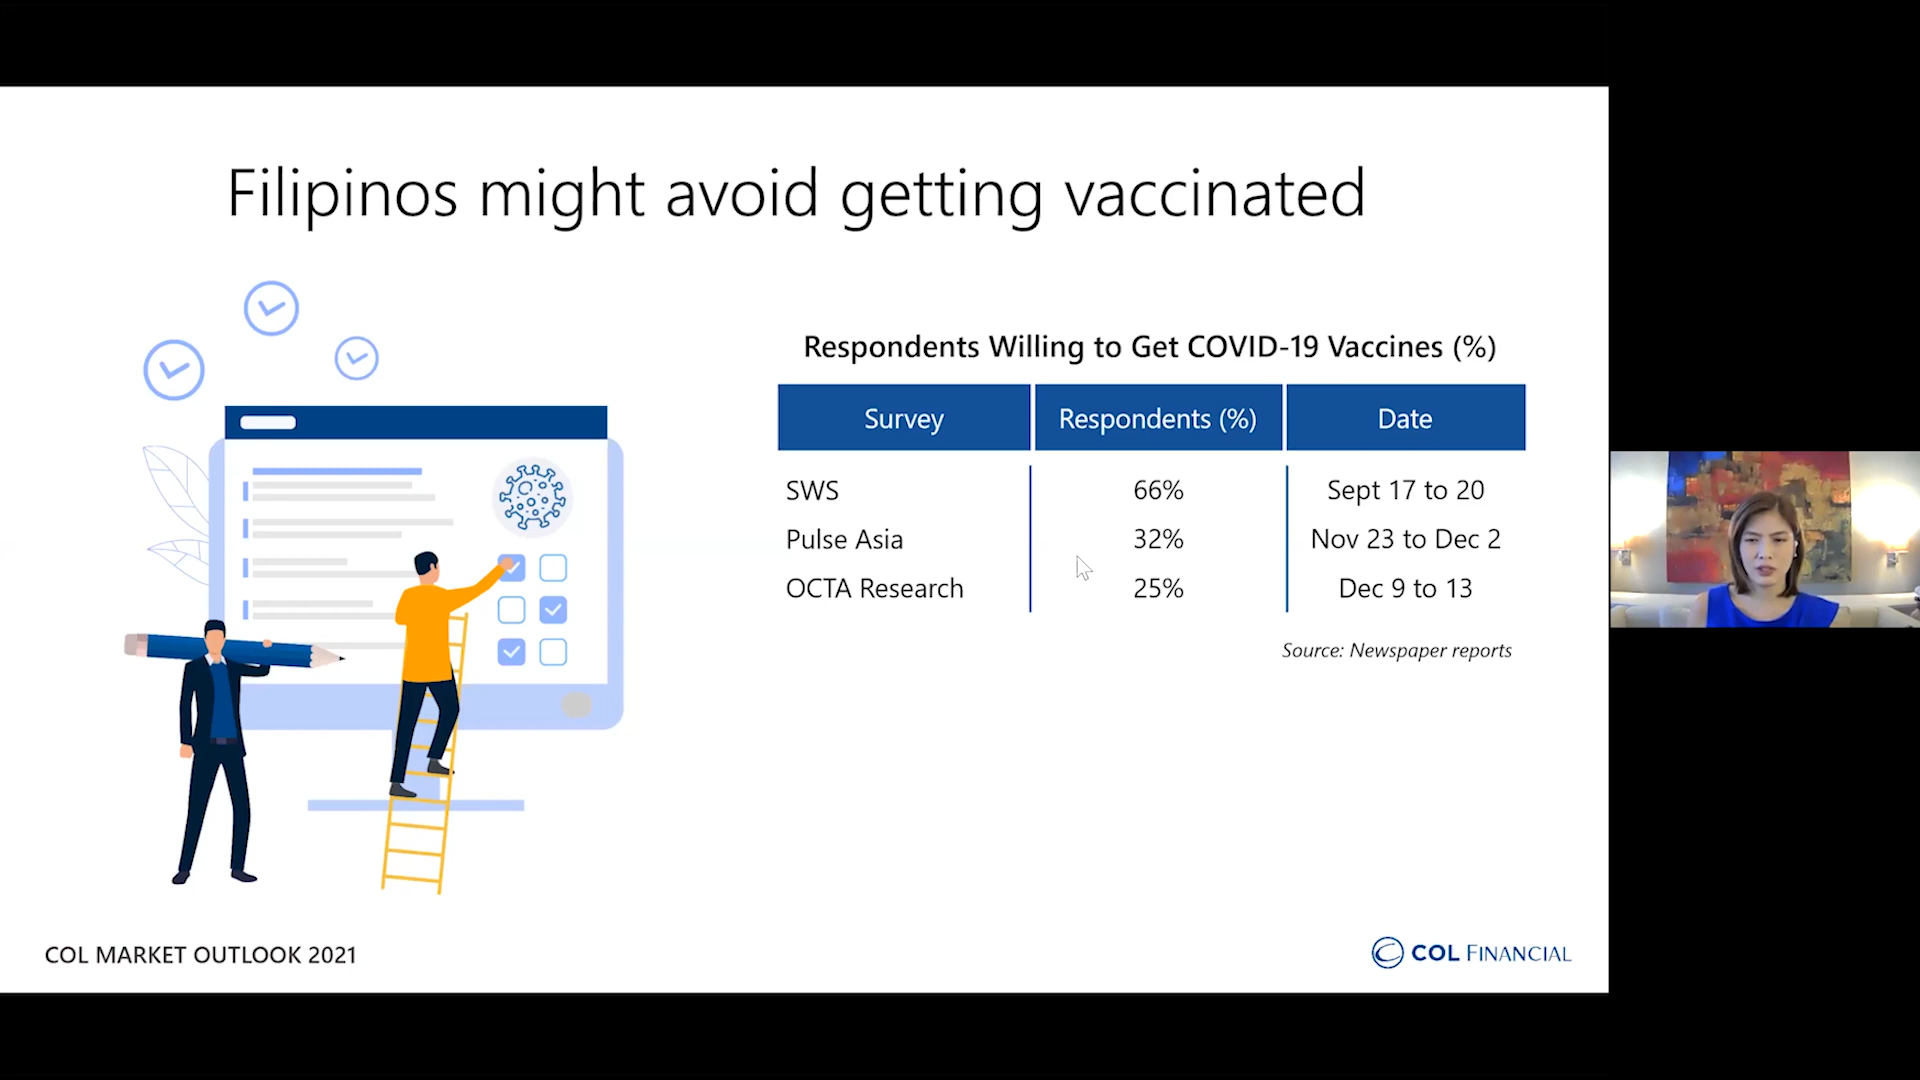 Filipinos might avoid getting vaccinated
Respondents Willing to Get COVID-19 Vaccines (%)
Survey Respondents (%) Date
SWS 66% Sept 17 to 20
Pulse Asia 32% Nov 23 to Dec 2
OCTA Research 25% Dec 9 to 13
Source: Newspaper reports
COL MARKET OUTLOOK 2021
COL FINANCIAL